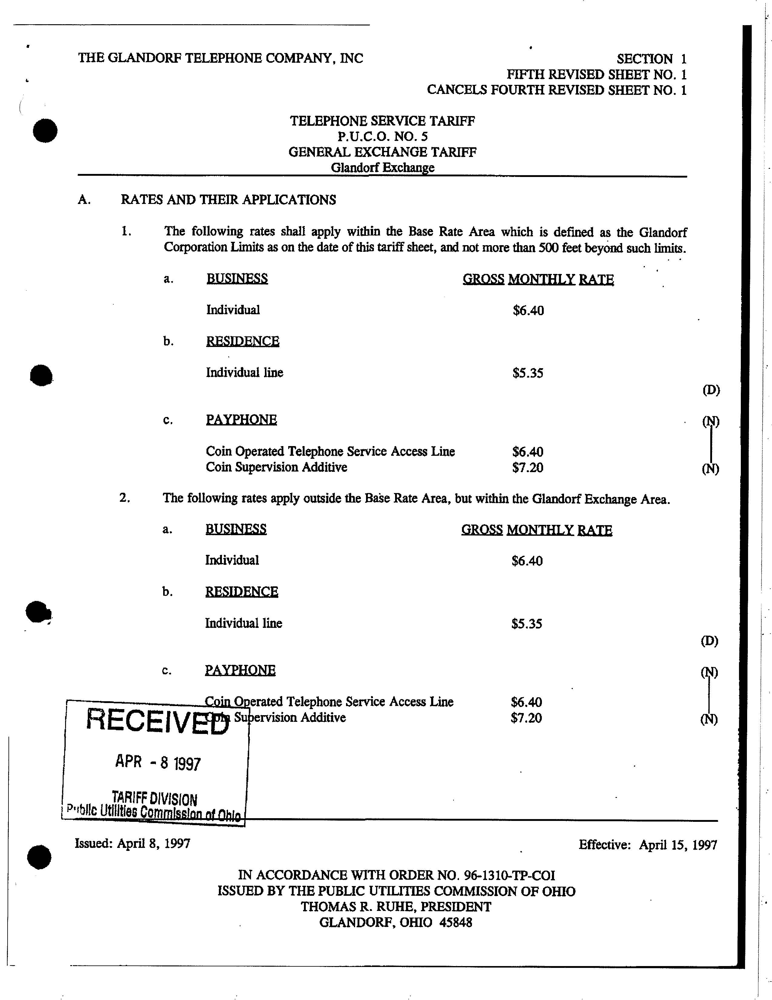 THE GLANDORF TELEPHONE COMPANY, INC
SECTION 1
FIFTH REVISED SHEET NO. 1
CANCELS FOURTH REVISED SHEET NO. 1
TELEPHONE SERVICE TARIFF
P.U.C.O. NO. 5
GENERAL EXCHANGE TARIFF
Glandorf Exchange
A. RATES AND THEIR APPLICATIONS
1. The following rates shall apply within the Base Rate Area which is defined as the Glandorf
Corporation Limits as on the date of this tariff sheet, and not more than 500 feet beyond such limits.
a. BUSINESS GROSS MONTHLY RATE
Individual $6.40
b. RESIDENCE
Individual line $5.35
(D)
c. PAYPHONE (N)
Coin Operated Telephone Service Access Line $6.40
Coin Supervision Additive $7.20 (N)
2. The following rates apply outside the Base Rate Area, but within the Glandorf Exchange Area.
a. BUSINESS GROSS MONTHLY RATE
Individual $6.40
b. RESIDENCE
Individual line $5.35
(D)
c. PAYPHONE (N)
Coin Operated Telephone Service Access Line $6.40
Coin Supervision Additive $7.20 (N)
RECEIVED
APR - 8 1997
TARIFF DIVISION
Public Utilities Commission of Ohio
Issued: April 8, 1997 Effective: April 15, 1997
IN ACCORDANCE WITH ORDER NO. 96-1310-TP-COI
ISSUED BY THE PUBLIC UTILITIES COMMISSION OF OHIO
THOMAS R. RUHE, PRESIDENT
GLANDORF, OHIO 45848